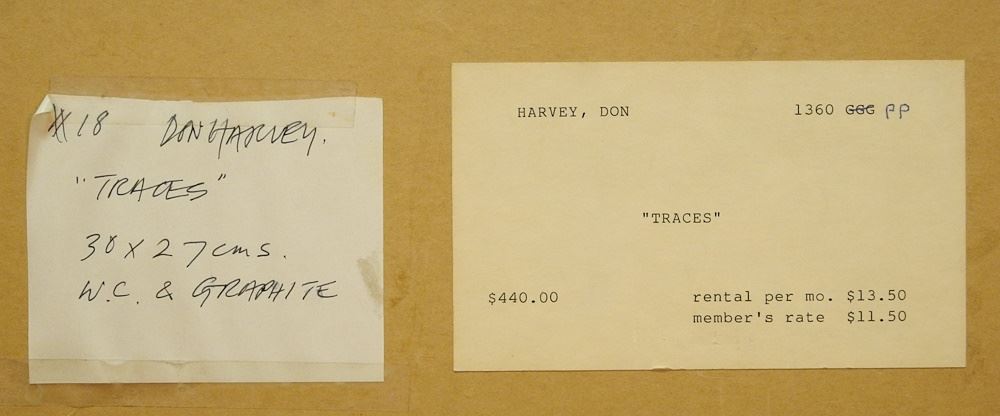 #18 DON HARVEY.
"TRACES"
30 X 27 cms.
W.C. & GRAPHITE
HARVEY, DON 1360 GGG PP
"TRACES"
$440.00 rental per mo. $13.50
member's rate $11.50